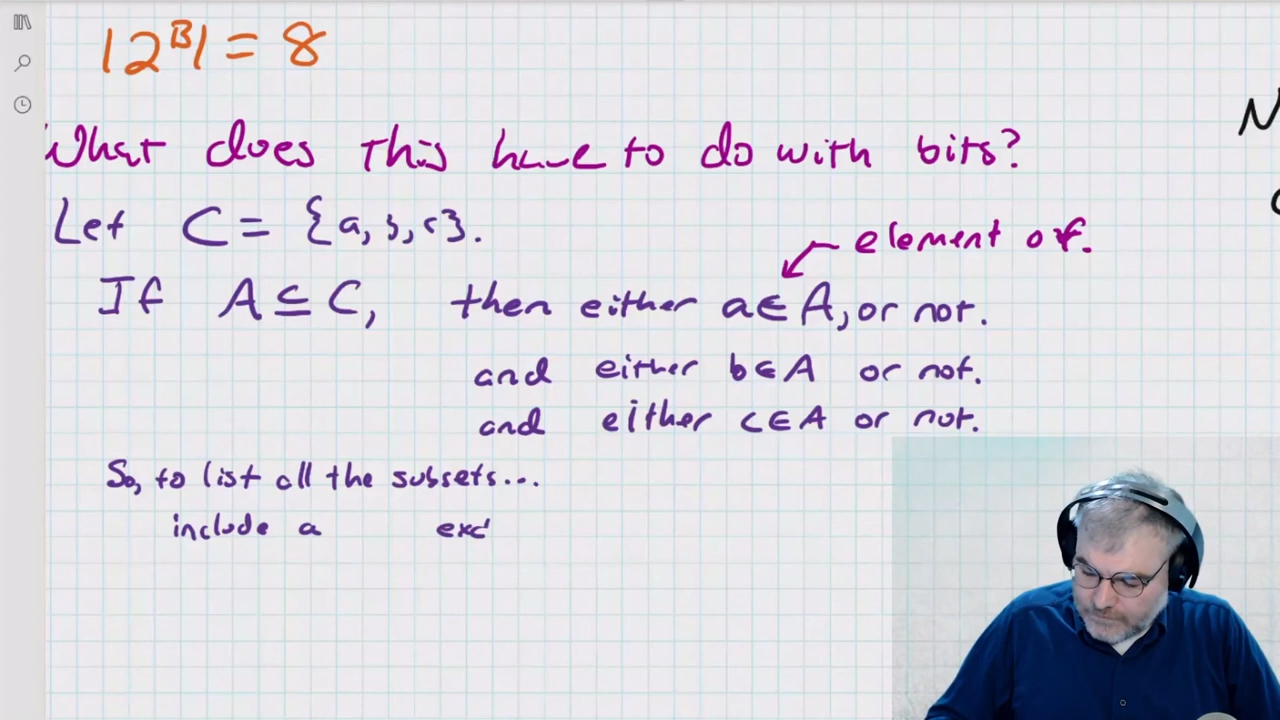 |2^B| = 8
What does this have to do with bits?
Let C = {a, b, c}.
element of.
If A ⊆ C, then either a ∈ A, or not.
and either b ∈ A or not.
and either c ∈ A or not.
So, to list all the subsets...
include a excl